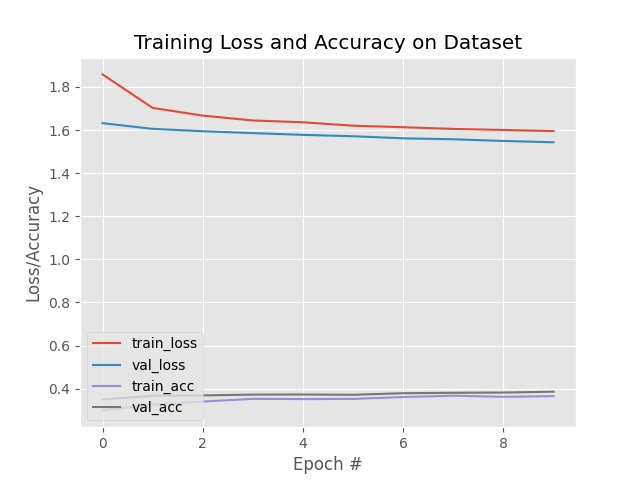 Training Loss and Accuracy on Dataset
Loss/Accuracy
1.8
1.6
1.4
1.2
1.0
0.8
0.6
0.4
train_loss
val_loss
train_acc
val_acc
0 2 4 6 8
Epoch #